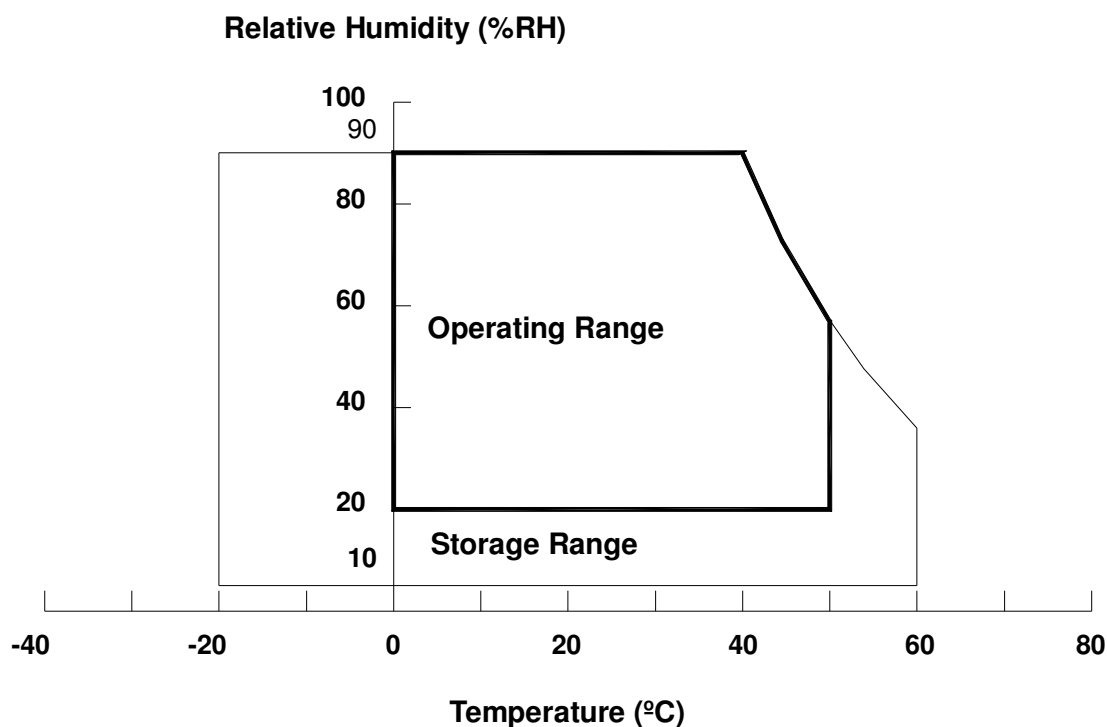 Relative Humidity (%RH)
100
90
80
60
Operating Range
40
20
Storage Range
10
-40 -20 0 20 40 60 80
Temperature (ºC)